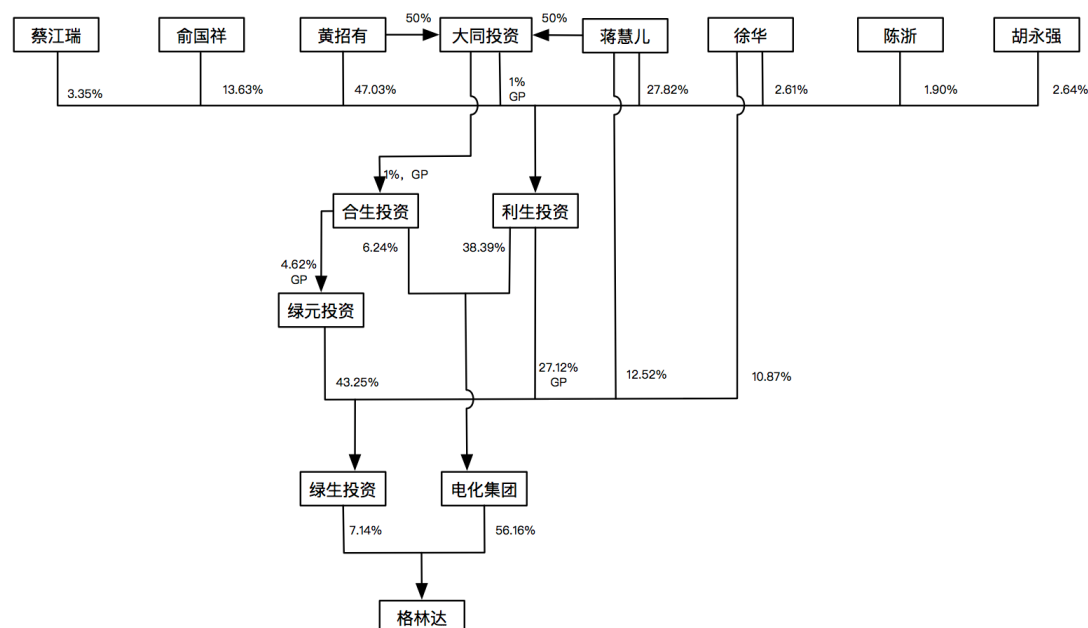 50%
50%
蔡江瑞
俞国祥
黄招有
大同投资
蒋慧儿
徐华
陈浙
胡永强
3.35%
13.63%
47.03%
1%
GP
27.82%
2.61%
1.90%
2.64%
1%，GP
合生投资
利生投资
6.24%
38.39%
4.62%
GP
绿元投资
43.25%
27.12%
GP
12.52%
10.87%
绿生投资
电化集团
7.14%
56.16%
格林达